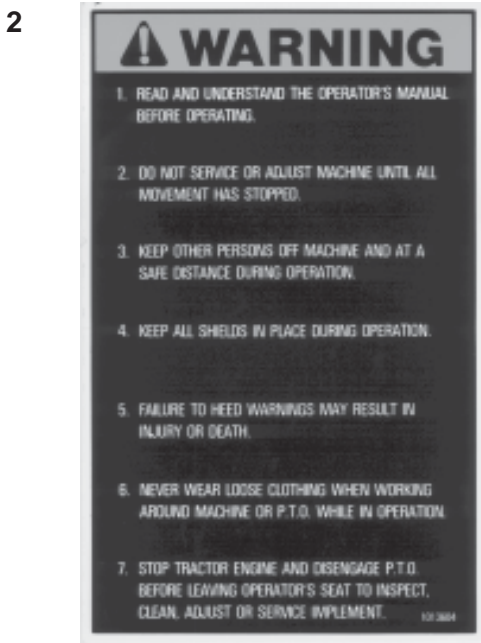 2
WARNING
1. READ AND UNDERSTAND THE OPERATOR'S MANUAL
BEFORE OPERATING.
2. DO NOT SERVICE OR ADJUST MACHINE UNTIL ALL
MOVEMENT HAS STOPPED.
3. KEEP OTHER PERSONS OFF MACHINE AND AT A
SAFE DISTANCE DURING OPERATION.
4. KEEP ALL SHIELDS IN PLACE DURING OPERATION.
5. FAILURE TO HEED WARNINGS MAY RESULT IN
INJURY OR DEATH.
6. NEVER WEAR LOOSE CLOTHING WHEN WORKING
AROUND MACHINE OR P.T.O. WHILE IN OPERATION.
7. STOP TRACTOR ENGINE AND DISENGAGE P.T.O.
BEFORE LEAVING OPERATOR'S SEAT TO INSPECT,
CLEAN, ADJUST OR SERVICE IMPLEMENT.